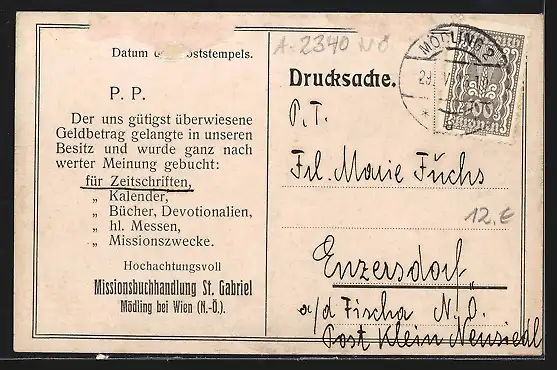 A-2340 NÖ
Datum des Poststempels.
P. P.
Der uns gütigst überwiesene
Geldbetrag gelangte in unseren
Besitz und wurde ganz nach
werter Meinung gebucht:
für Zeitschriften,
„ Kalender,
„ Bücher, Devotionalien,
„ hl. Messen,
„ Missionszwecke.
Hochachtungsvoll
Missionsbuchhandlung St. Gabriel
Mödling bei Wien (N.-Ö.).
MÖDLING 2
Drucksache.
P. T.
Frl. Marie Fuchs
12,€
Enzersdorf
a/d Fischa N. Ö.
Post Klein Neusiedl